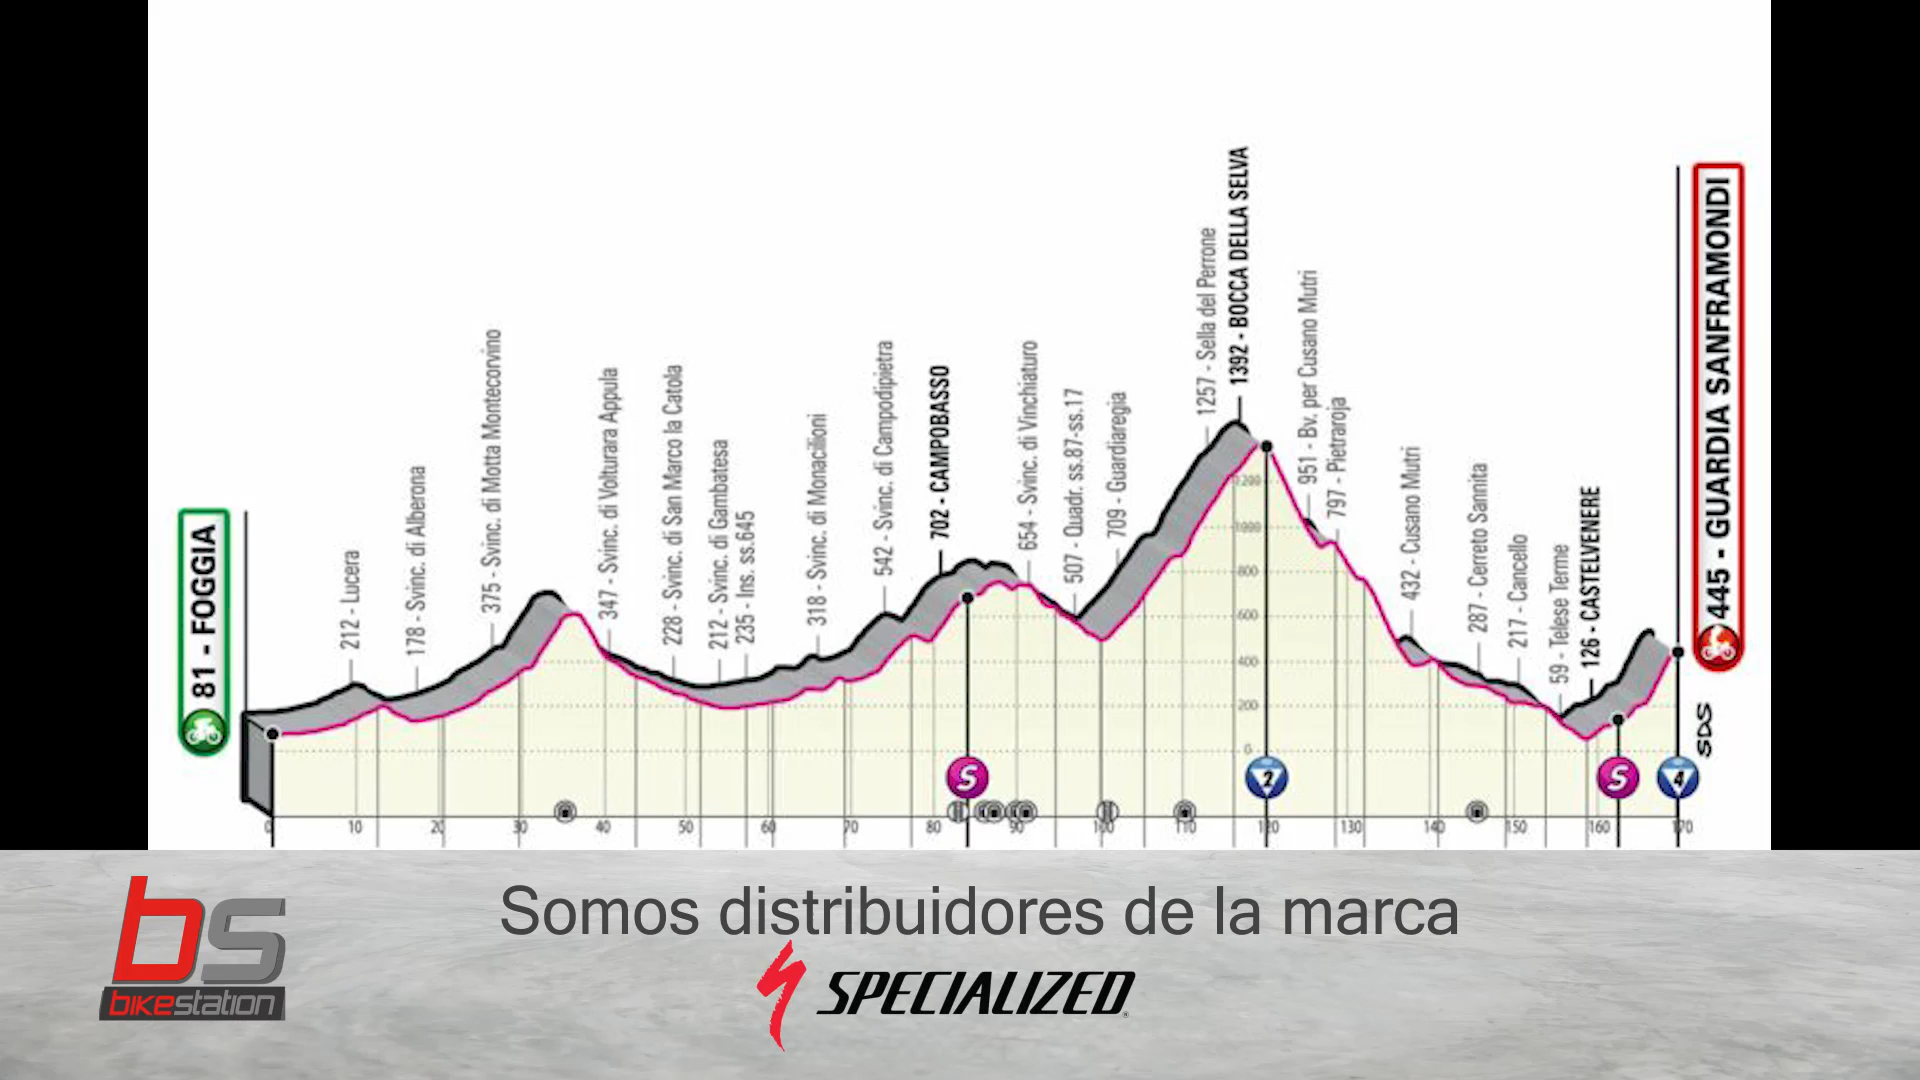 81 - FOGGIA
212 - Lucera
178 - Svinc. di Alberona
375 - Svinc. di Motta Montecorvino
347 - Svinc. di Volturara Appula
228 - Svinc. di San Marco la Catola
212 - Svinc. di Gambatesa
235 - Ins. ss.645
318 - Svinc. di Monacilioni
542 - Svinc. di Campodipietra
702 - CAMPOBASSO
654 - Svinc. di Vinchiaturo
507 - Quadr. ss.87-ss.17
709 - Guardiaregia
1257 - Sella del Perrone
1392 - BOCCA DELLA SELVA
951 - Bv. per Cusano Mutri
797 - Pietraroja
432 - Cusano Mutri
287 - Cerreto Sannita
217 - Cancello
59 - Telese Terme
126 - CASTELVENERE
445 - GUARDIA SANFRAMONDI
SDS
1200
1000
800
600
400
200
0
S 2 S 4
0 10 20 30 40 50 60 70 80 90 100 110 120 130 140 150 160 170
Somos distribuidores de la marca
SPECIALIZED
bs
bikestation